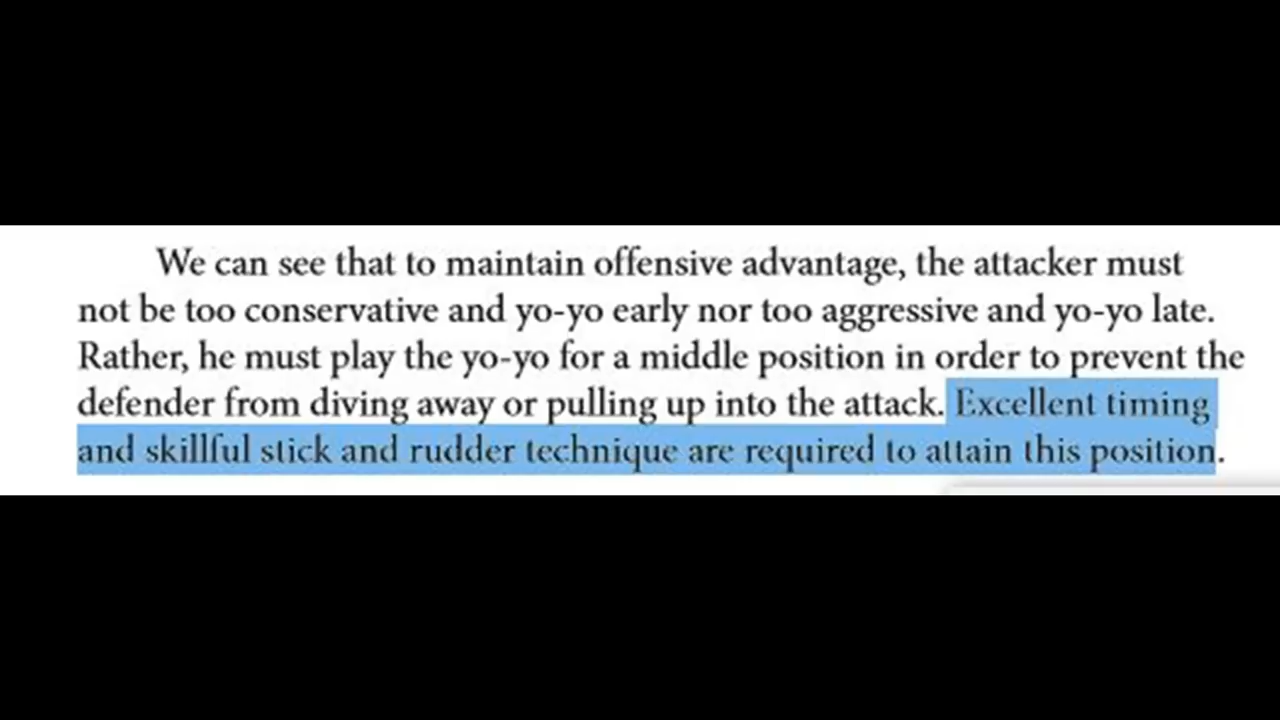 We can see that to maintain offensive advantage, the attacker must
not be too conservative and yo-yo early nor too aggressive and yo-yo late.
Rather, he must play the yo-yo for a middle position in order to prevent the
defender from diving away or pulling up into the attack. Excellent timing
and skillful stick and rudder technique are required to attain this position.